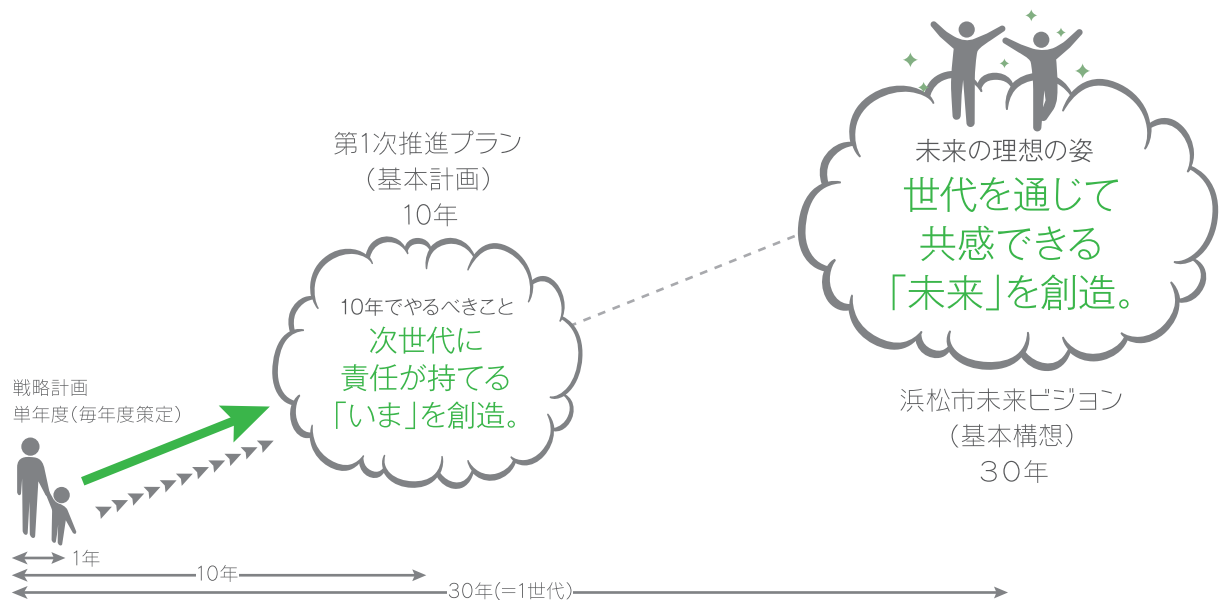 第1次推進プラン
(基本計画)
10年
10年でやるべきこと
次世代に
責任が持てる
「いま」を創造。
未来の理想の姿
世代を通じて
共感できる
「未来」を創造。
浜松市未来ビジョン
(基本構想)
30年
戦略計画
単年度(毎年度策定)
1年
10年
30年(=1世代)